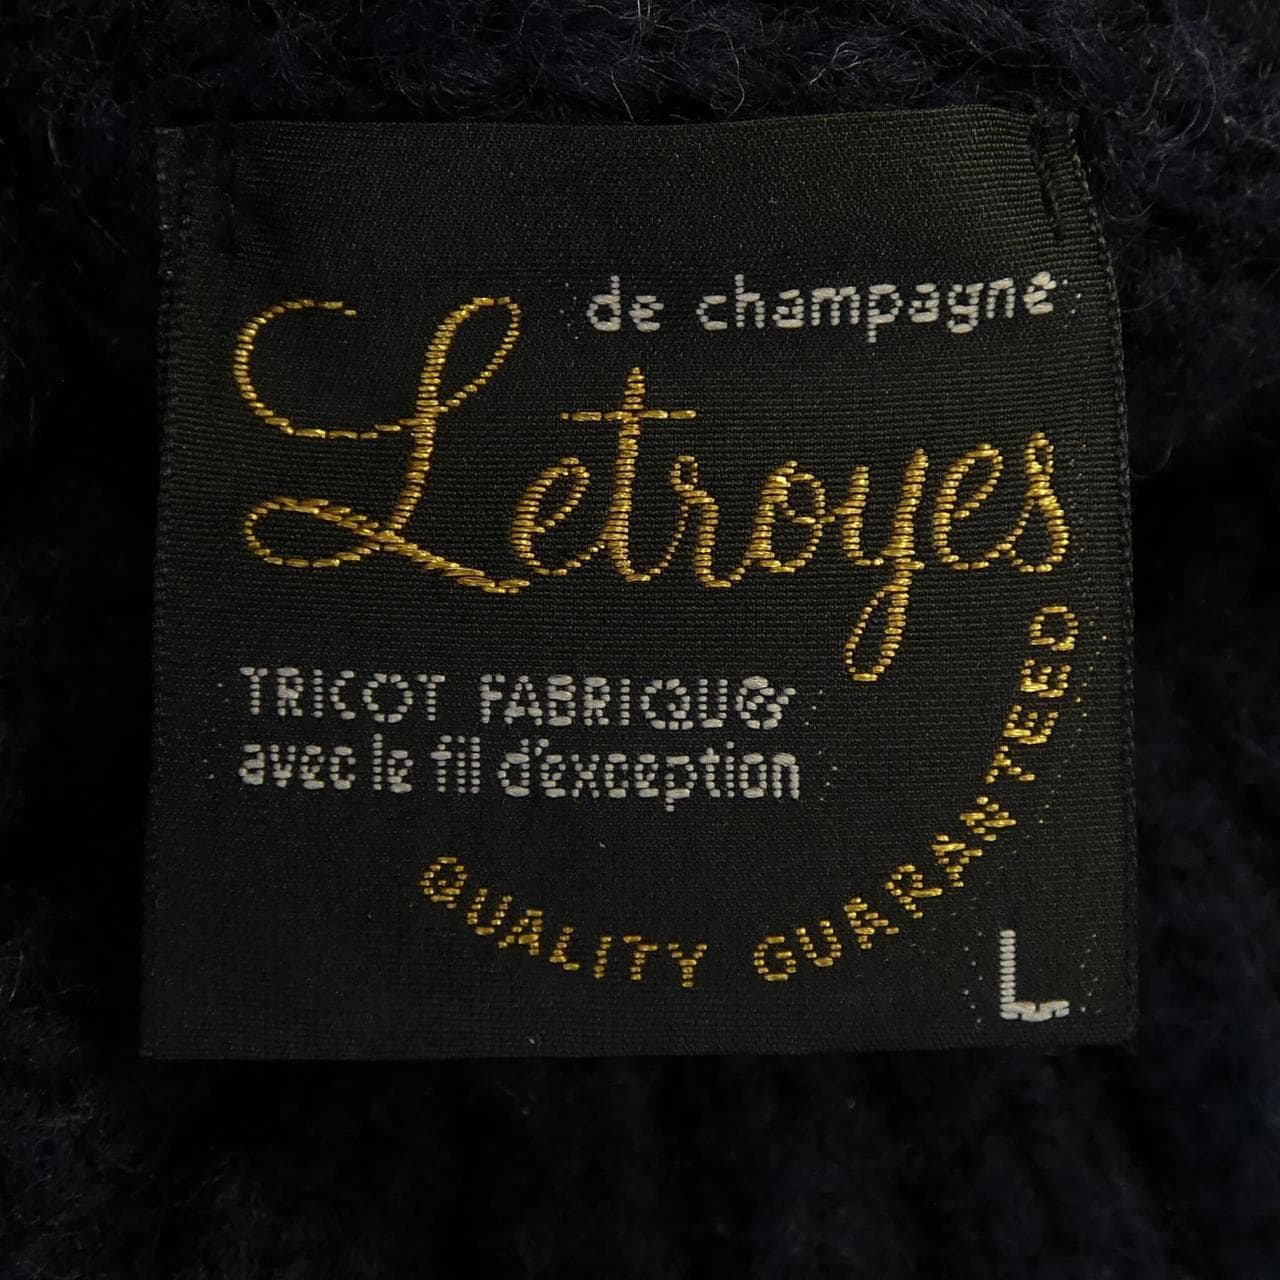 de champagne
Letroyes
TRICOT FABRIQUÉ
avec le fil d'exception
QUALITY GUARANTEED
L